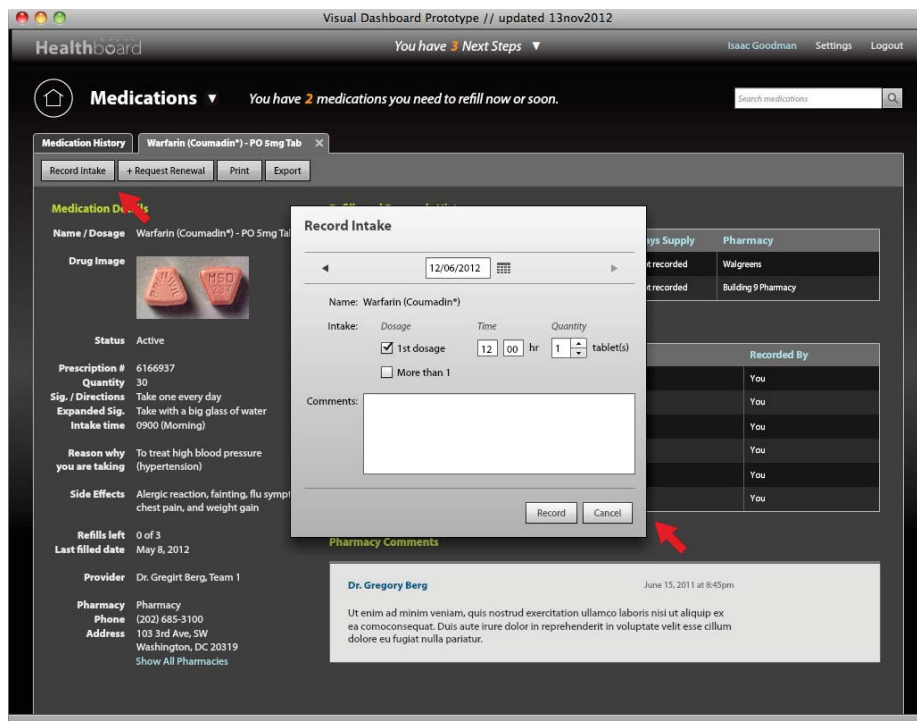 Visual Dashboard Prototype // updated 13nov2012
Healthboard
You have 3 Next Steps ▼
Isaac Goodman Settings Logout
Medications ▼
You have 2 medications you need to refill now or soon.
Search medications
Medication History
Warfarin (Coumadin*) - PO 5mg Tab ×
Record Intake
+ Request Renewal
Print
Export
Medication
Name / Dosage Warfarin (Coumadin*) - PO 5mg
Drug Image
MSD
Status Active
Prescription # 6166937
Quantity 30
Sig. / Directions Take one every day
Expanded Sig. Take with a big glass of water
Intake time 0900 (Morning)
Reason why To treat high blood pressure
you are taking (hypertension)
Side Effects Alergic reaction, fainting, flu
chest pain, and weight gain
Refills left 0 of 3
Last filled date May 8, 2012
Provider Dr. Gregirt Berg, Team 1
Pharmacy Pharmacy
Phone (202) 685-3100
Address 103 3rd Ave, SW
Washington, DC 20319
Show All Pharmacies
Record Intake
12/06/2012
Name: Warfarin (Coumadin*)
Intake: Dosage Time Quantity
1st dosage 12 00 hr 1 tablet(s)
More than 1
Comments:
Record Cancel
Supply Pharmacy
recorded Walgreens
recorded Building 9 Pharmacy
Recorded By
You
You
You
You
You
You
Pharmacy Comments
Dr. Gregory Berg June 15, 2011 at 8:45pm
Ut enim ad minim veniam, quis nostrud exercitation ullamco laboris nisi ut aliquip ex
ea comoconsequat. Duis aute irure dolor in reprehenderit in voluptate velit esse cillum
dolore eu fugiat nulla pariatur.